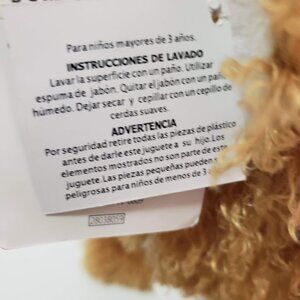 Para niños mayores de 3 años.
INSTRUCCIONES DE LAVADO
Lavar la superficie con un paño. Utilizar
espuma de jabón. Quitar el jabón con un paño
húmedo. Dejar secar y cepillar con un cepillo de
cerdas suaves.
ADVERTENCIA
Por seguridad retire todas las piezas de plástico
antes de darle este juguete a su hijo. Los
elementos mostrados no son parte de este
juguete. Las piezas pequeñas pueden s
peligrosas para niños de menos de 3 a
28038059